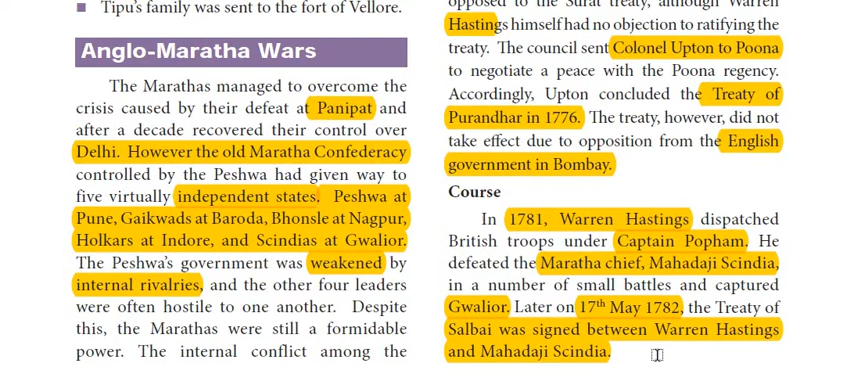 ■ Tipu's family was sent to the fort of Vellore.
Anglo-Maratha Wars
The Marathas managed to overcome the
crisis caused by their defeat at Panipat and
after a decade recovered their control over
Delhi. However the old Maratha Confederacy
controlled by the Peshwa had given way to
five virtually independent states. Peshwa at
Pune, Gaikwads at Baroda, Bhonsle at Nagpur,
Holkars at Indore, and Scindias at Gwalior.
The Peshwa's government was weakened by
internal rivalries, and the other four leaders
were often hostile to one another. Despite
this, the Marathas were still a formidable
power. The internal conflict among the
opposed to the Surat treaty, although Warren
Hastings himself had no objection to ratifying the
treaty. The council sent Colonel Upton to Poona
to negotiate a peace with the Poona regency.
Accordingly, Upton concluded the Treaty of
Purandhar in 1776. The treaty, however, did not
take effect due to opposition from the English
government in Bombay.
Course
In 1781, Warren Hastings dispatched
British troops under Captain Popham. He
defeated the Maratha chief, Mahadaji Scindia,
in a number of small battles and captured
Gwalior. Later on 17th May 1782, the Treaty of
Salbai was signed between Warren Hastings
and Mahadaji Scindia.